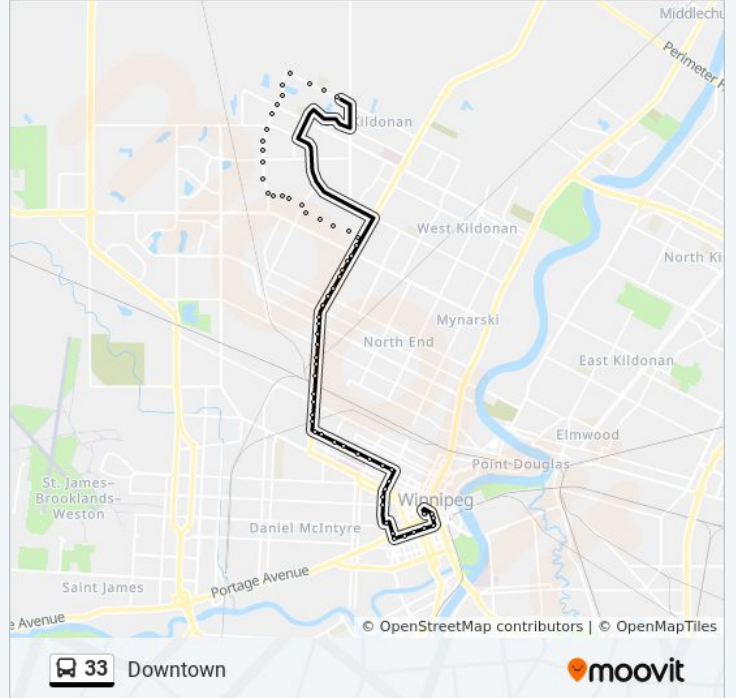 Middlechu
Perimeter
Kildonan
West Kildonan
North Ki
Mynarski
North End
East Kildonan
Elmwood
Point Douglas
St. James–
Brooklands–
Weston
Winnipeg
Daniel McIntyre
Saint James
Portage Avenue
e Avenue
© OpenStreetMap contributors | © OpenMapTiles
33 Downtown
moovit